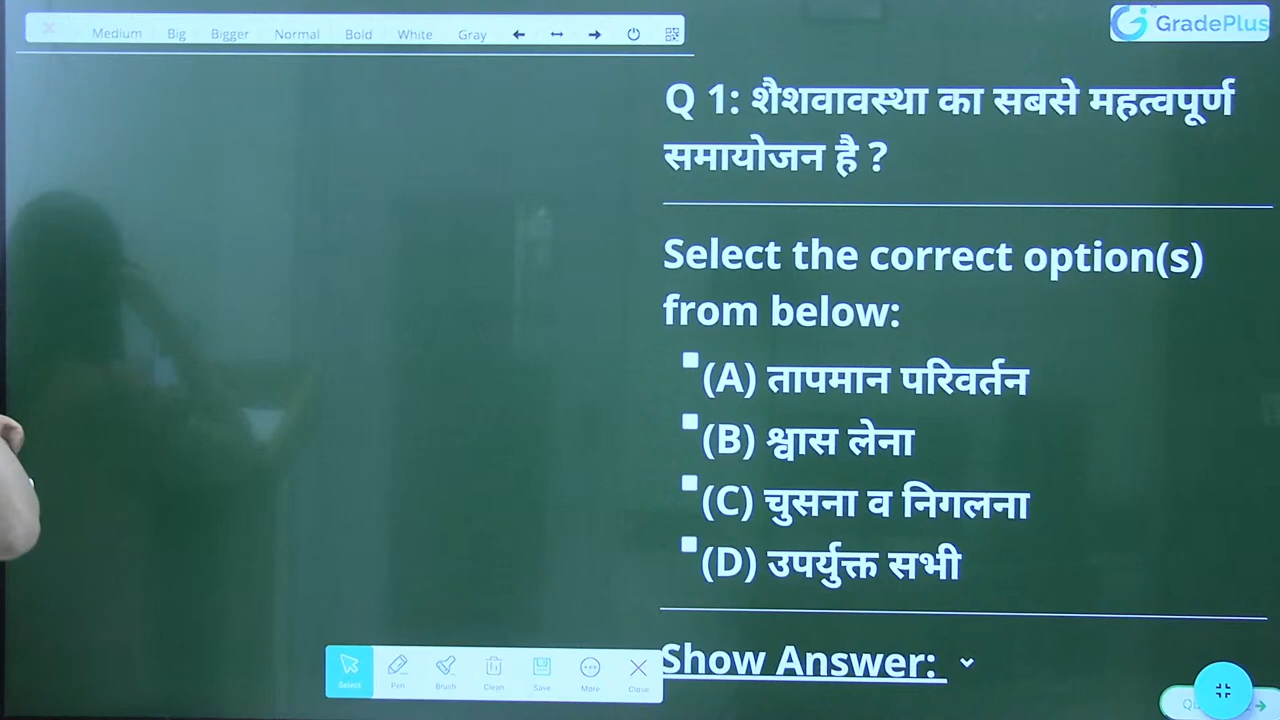 Medium Big Bigger Normal Bold White Gray
GradePlus
Q 1: शैशवावस्था का सबसे महत्वपूर्ण
समायोजन है ?
Select the correct option(s)
from below:
(A) तापमान परिवर्तन
(B) श्वास लेना
(C) चुसना व निगलना
(D) उपर्युक्त सभी
Show Answer:
Select Pen Brush Clean Save More Close